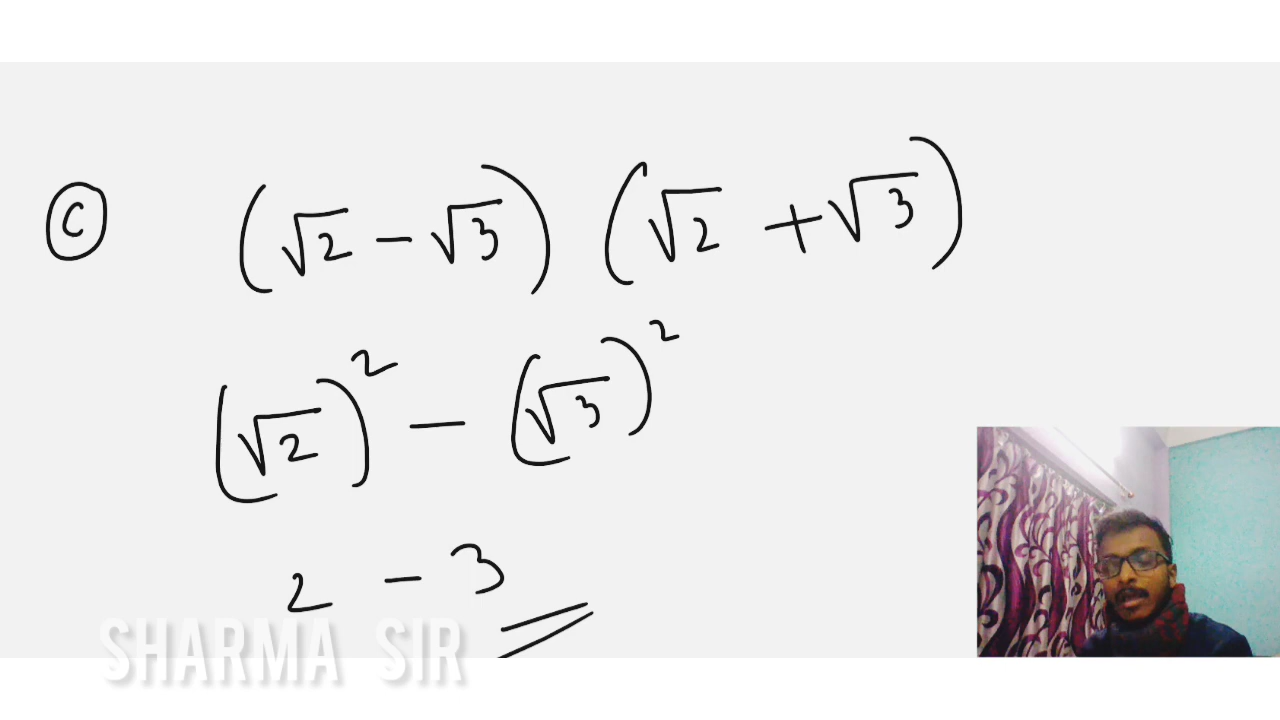 (c) (√2 - √3) (√2 + √3)
(√2)² - (√3)²
2 - 3
SHARMA SIR